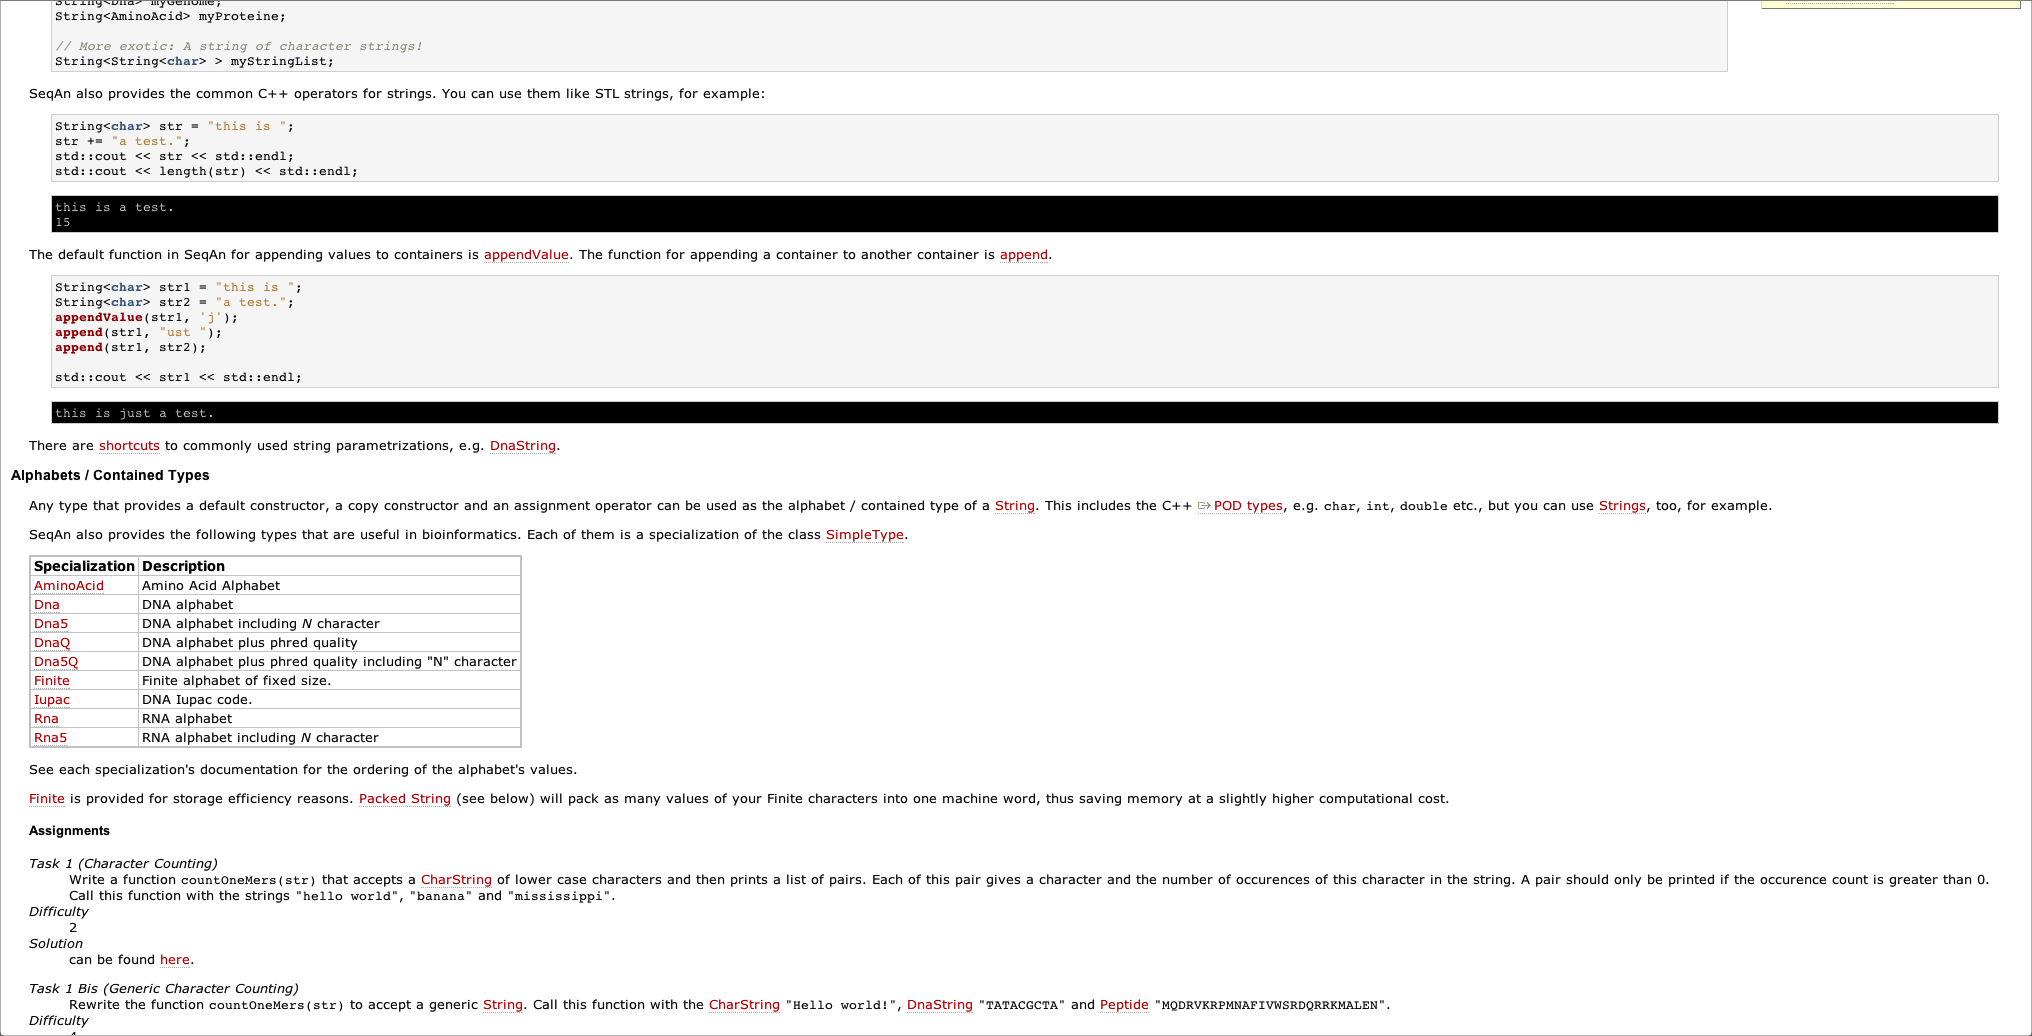 String<Dna> myGenome;
String<AminoAcid> myProteine;
// More exotic: A string of character strings!
String<String<char> > myStringList;
SeqAn also provides the common C++ operators for strings. You can use them like STL strings, for example:
String<char> str = "this is ";
str += "a test.";
std::cout << str << std::endl;
std::cout << length(str) << std::endl;
this is a test.
15
The default function in SeqAn for appending values to containers is appendValue. The function for appending a container to another container is append.
String<char> str1 = "this is ";
String<char> str2 = "a test.";
appendValue(str1, 'j');
append(str1, "ust ");
append(str1, str2);
std::cout << str1 << std::endl;
this is just a test.
There are shortcuts to commonly used string parametrizations, e.g. DnaString.
Alphabets / Contained Types
Any type that provides a default constructor, a copy constructor and an assignment operator can be used as the alphabet / contained type of a String. This includes the C++ POD types, e.g. char, int, double etc., but you can use Strings, too, for example.
SeqAn also provides the following types that are useful in bioinformatics. Each of them is a specialization of the class SimpleType.
Specialization Description
AminoAcid Amino Acid Alphabet
Dna DNA alphabet
Dna5 DNA alphabet including N character
DnaQ DNA alphabet plus phred quality
Dna5Q DNA alphabet plus phred quality including "N" character
Finite Finite alphabet of fixed size.
Iupac DNA Iupac code.
Rna RNA alphabet
Rna5 RNA alphabet including N character
See each specialization's documentation for the ordering of the alphabet's values.
Finite is provided for storage efficiency reasons. Packed String (see below) will pack as many values of your Finite characters into one machine word, thus saving memory at a slightly higher computational cost.
Assignments
Task 1 (Character Counting)
Write a function countOneMers(str) that accepts a CharString of lower case characters and then prints a list of pairs. Each of this pair gives a character and the number of occurences of this character in the string. A pair should only be printed if the occurence count is greater than 0.
Call this function with the strings "hello world", "banana" and "mississippi".
Difficulty
2
Solution
can be found here.
Task 1 Bis (Generic Character Counting)
Rewrite the function countOneMers(str) to accept a generic String. Call this function with the CharString "Hello world!", DnaString "TATACGCTA" and Peptide "MQDRVKRPMNAFIVWSRDQRRKMALEN".
Difficulty